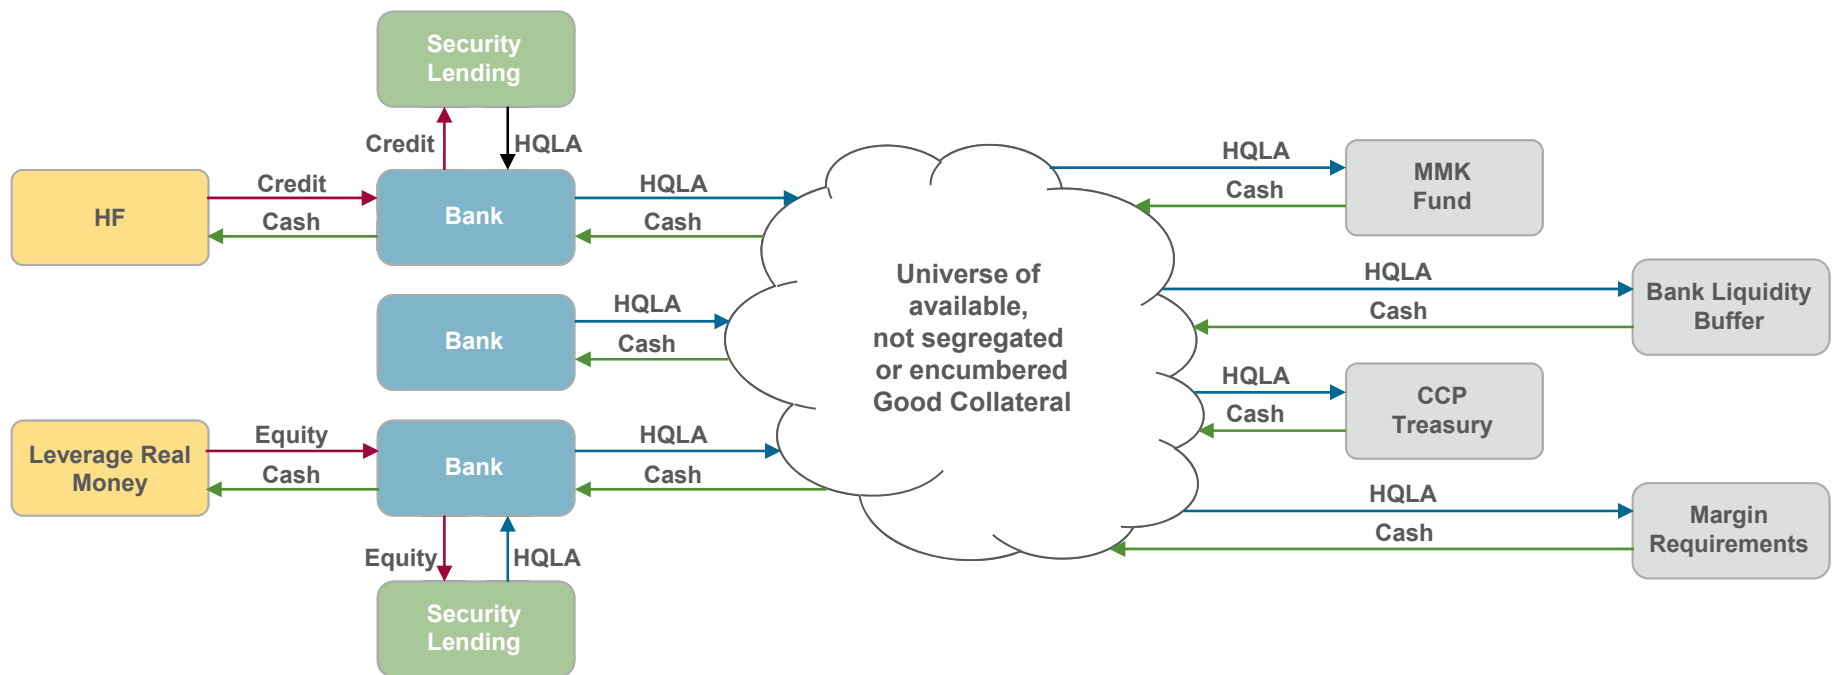 Security
Lending
Credit
HQLA
HF
Credit
Cash
Bank
HQLA
Cash
Bank
HQLA
Cash
Leverage Real
Money
Equity
Cash
Bank
HQLA
Cash
Equity
HQLA
Security
Lending
Universe of
available,
not segregated
or encumbered
Good Collateral
HQLA
Cash
MMK
Fund
HQLA
Cash
Bank Liquidity
Buffer
HQLA
Cash
CCP
Treasury
HQLA
Cash
Margin
Requirements